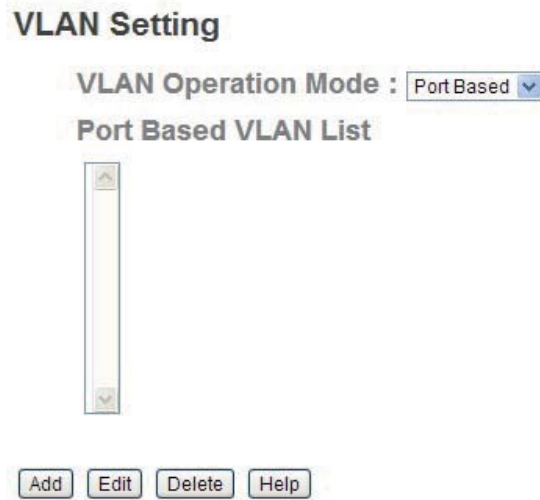 VLAN Setting
VLAN Operation Mode : Port Based
Port Based VLAN List
Add Edit Delete Help